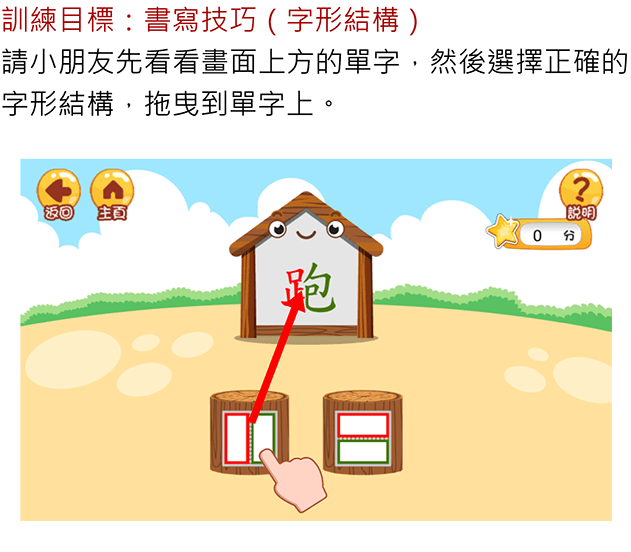 訓練目標：書寫技巧（字形結構）
請小朋友先看看畫面上方的單字，然後選擇正確的
字形結構，拖曳到單字上。
返回
主頁
説明
0 分
跑